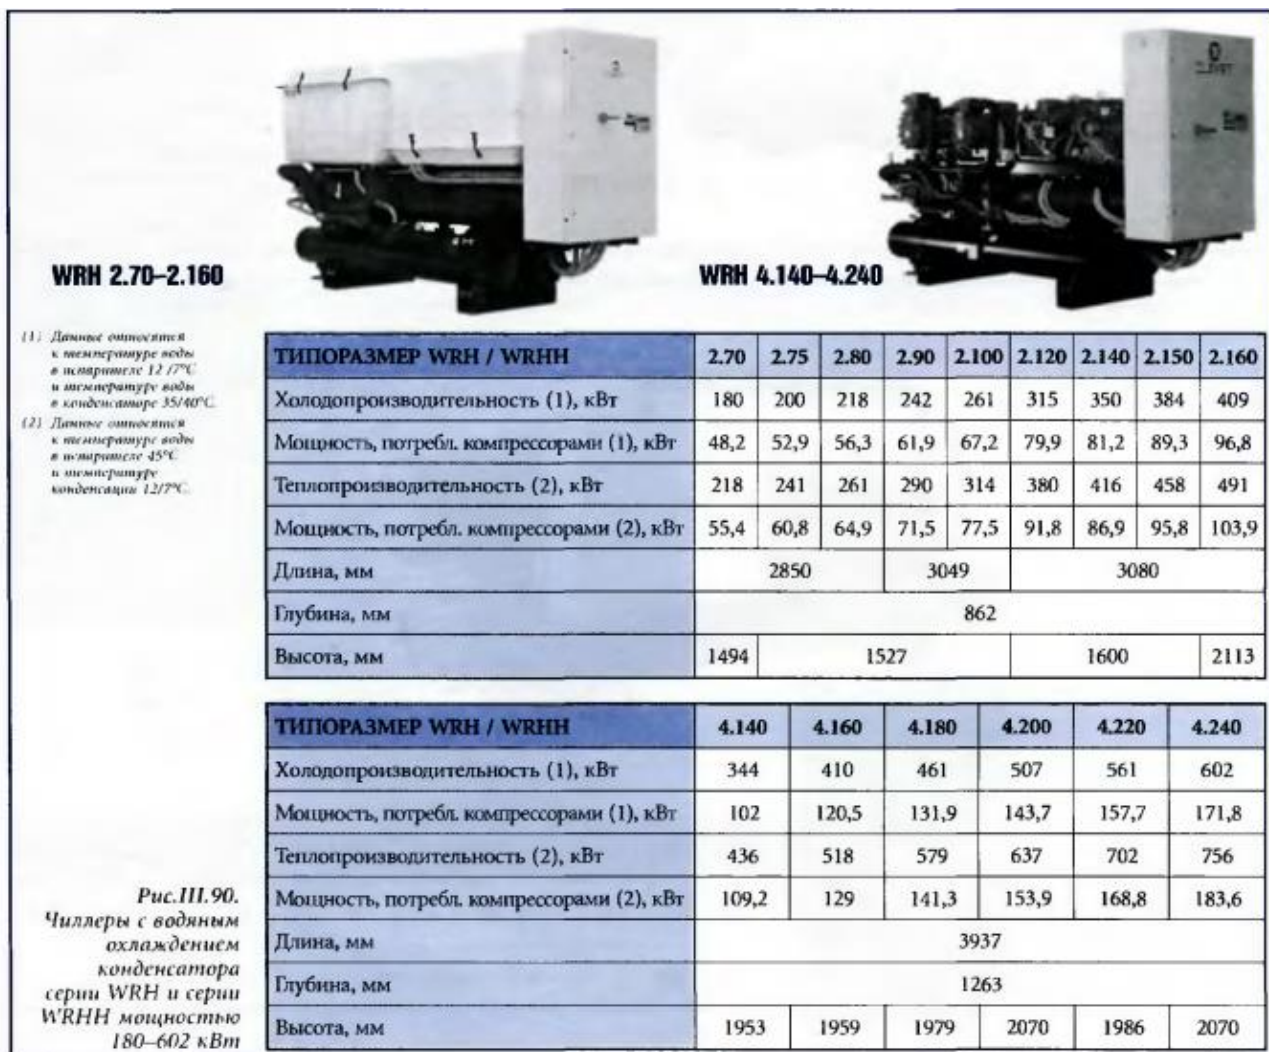 CLIVET
WRH 2.70–2.160
WRH 4.140–4.240
(1) Данные относятся
к температуре воды
в испарителе 12 /7°C
и температуре воды
в конденсаторе 35/40°C.
(2) Данные относятся
к температуре воды
в испарителе 45°C
и температуре
конденсации 12/7°C.
ТИПОРАЗМЕР WRH / WRHH 2.70 2.75 2.80 2.90 2.100 2.120 2.140 2.150 2.160
Холодопроизводительность (1), кВт 180 200 218 242 261 315 350 384 409
Мощность, потребл. компрессорами (1), кВт 48,2 52,9 56,3 61,9 67,2 79,9 81,2 89,3 96,8
Теплопроизводительность (2), кВт 218 241 261 290 314 380 416 458 491
Мощность, потребл. компрессорами (2), кВт 55,4 60,8 64,9 71,5 77,5 91,8 86,9 95,8 103,9
Длина, мм 2850 3049 3080
Глубина, мм 862
Высота, мм 1494 1527 1600 2113
ТИПОРАЗМЕР WRH / WRHH 4.140 4.160 4.180 4.200 4.220 4.240
Холодопроизводительность (1), кВт 344 410 461 507 561 602
Мощность, потребл. компрессорами (1), кВт 102 120,5 131,9 143,7 157,7 171,8
Теплопроизводительность (2), кВт 436 518 579 637 702 756
Мощность, потребл. компрессорами (2), кВт 109,2 129 141,3 153,9 168,8 183,6
Длина, мм 3937
Глубина, мм 1263
Высота, мм 1953 1959 1979 2070 1986 2070
Рис.III.90.
Чиллеры с водяным
охлаждением
конденсатора
серии WRH и серии
WRHH мощностью
180–602 кВт